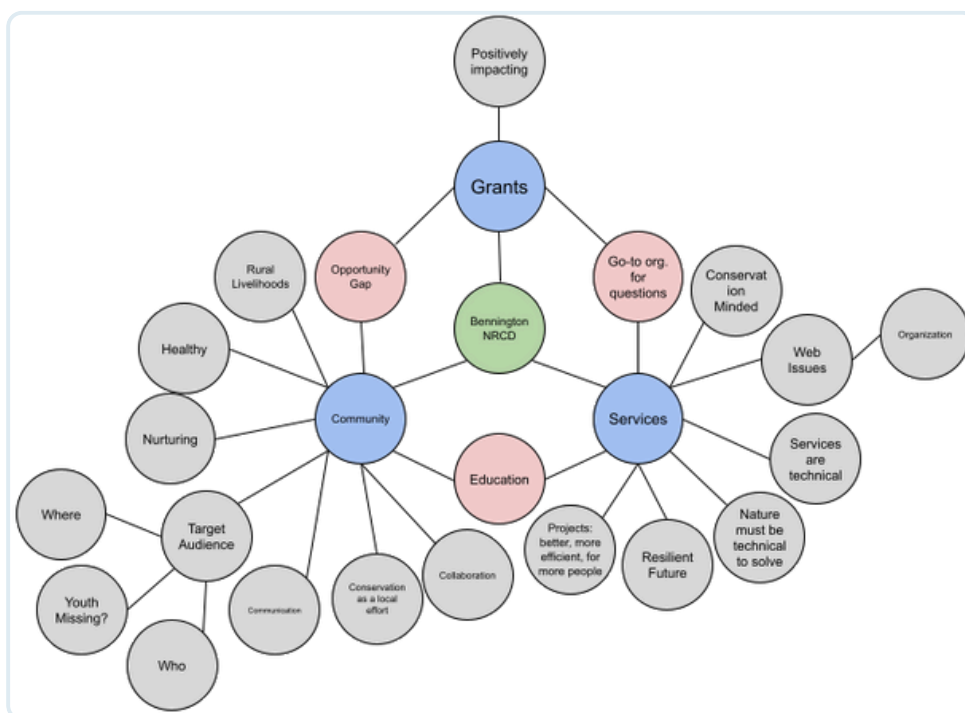 Positively
impacting
Grants
Rural
Livelihoods
Opportunity
Gap
Go-to org.
for
questions
Conservat
ion
Minded
Bennington
NRCD
Healthy
Web
Issues
Organization
Nurturing
Community
Services
Services
are
technical
Education
Where
Target
Audience
Projects:
better, more
efficient, for
more people
Resilient
Future
Nature
must be
technical
to solve
Youth
Missing?
Communication
Conservation
as a local
effort
Collaboration
Who